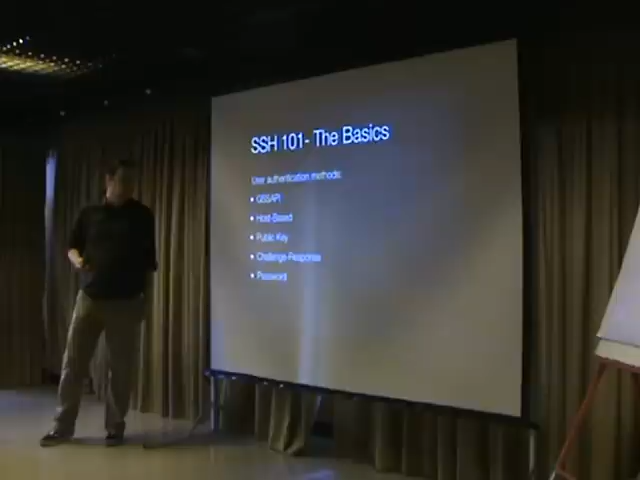 SSH 101- The Basics
User authentication methods:
• GSSAPI
• Host-Based
• Public Key
• Challenge-Response
• Password